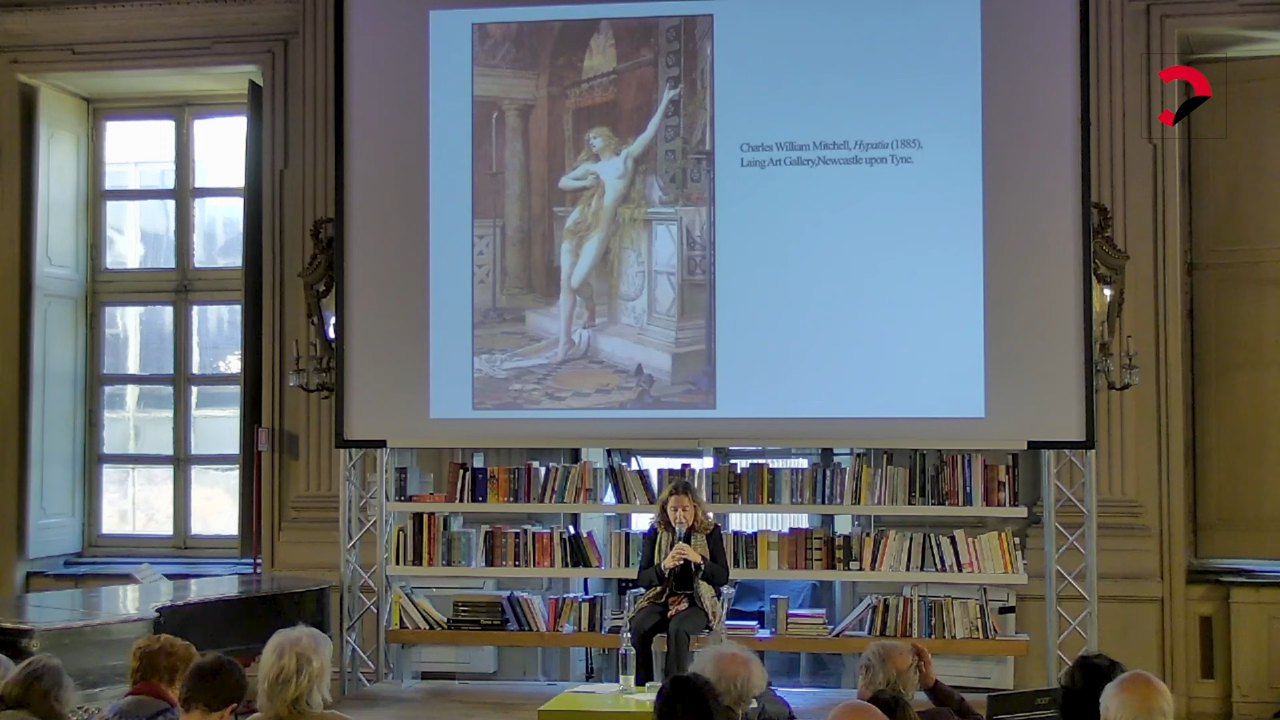 Charles William Mitchell, Hypatia (1885),
Laing Art Gallery,Newcastle upon Tyne.